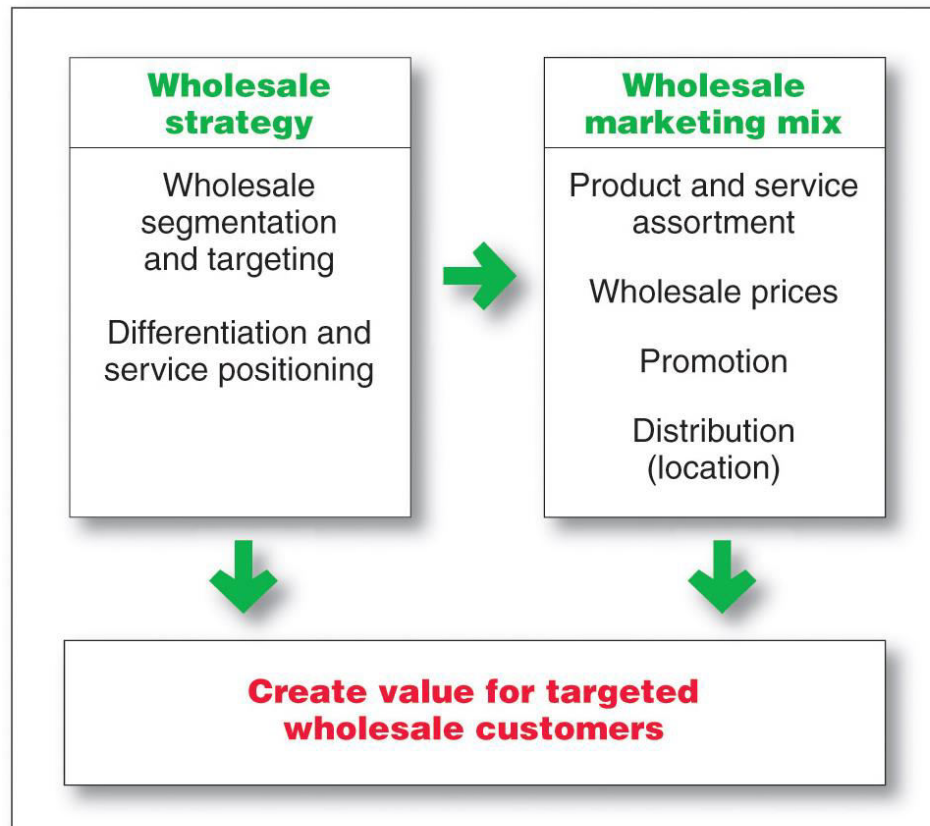 Wholesale
strategy
Wholesale
segmentation
and targeting
Differentiation and
service positioning
Wholesale
marketing mix
Product and service
assortment
Wholesale prices
Promotion
Distribution
(location)
Create value for targeted
wholesale customers